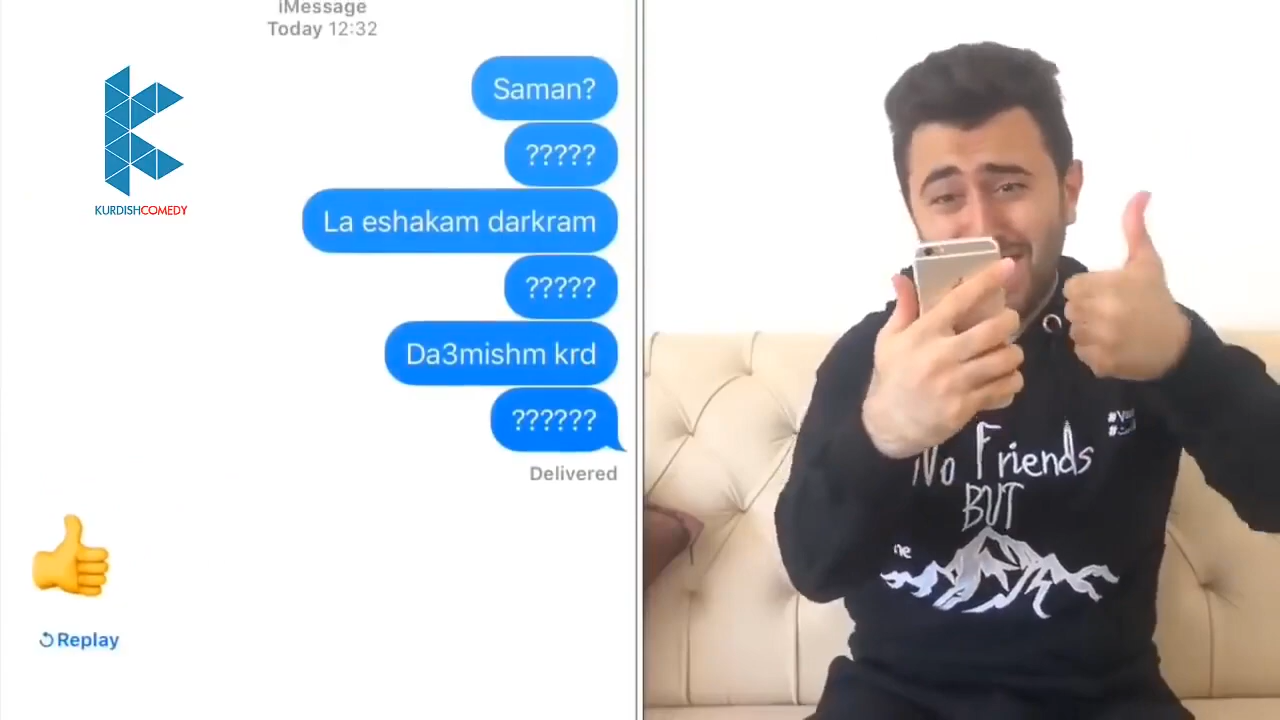 iMessage
Today 12:32
Saman?
?????
La eshakam darkram
?????
Da3mishm krd
??????
Delivered
Replay
KURDISHCOMEDY
No Friends
BUT